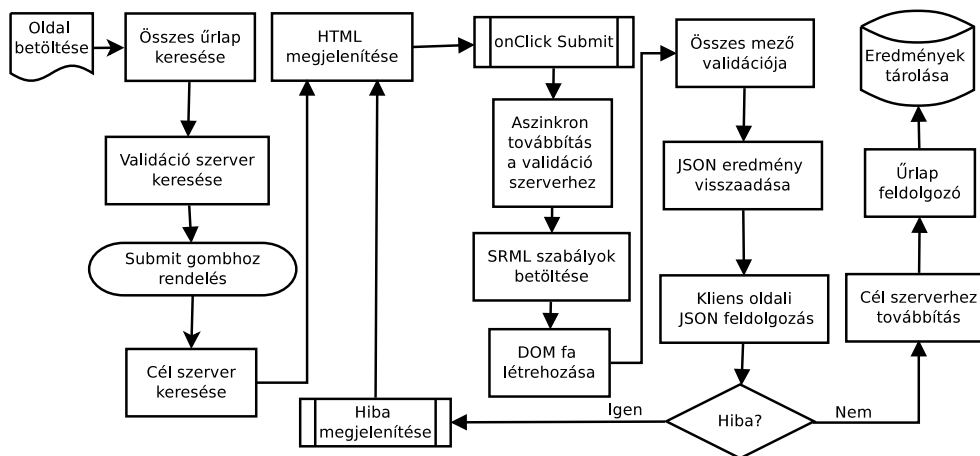 Oldal
betöltése
Összes űrlap
keresése
Validáció szerver
keresése
Submit gombhoz
rendelés
Cél szerver
keresése
HTML
megjelenítése
onClick Submit
Aszinkron
továbbítás
a validáció
szerverhez
SRML szabályok
betöltése
DOM fa
létrehozása
Összes mező
validációja
JSON eredmény
visszaadása
Kliens oldali
JSON feldolgozás
Hiba?
Igen
Hiba
megjelenítése
Nem
Cél szerverhez
továbbítás
Űrlap
feldolgozó
Eredmények
tárolása